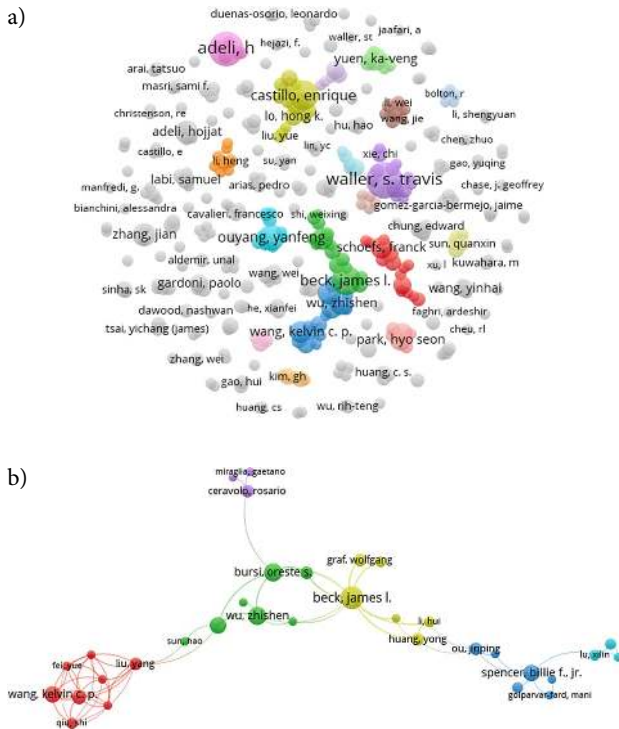 a)
duenas-osorio, leonardo
adeli, h
hejazi, f.
waller, st
jaafari, a
arai, tatsuo
yuen, ka-veng
masri, sami f.
castillo, enrique
li, wei
bolton, r
christenson, re
lo, hong k.
wang, jie
li, shengyuan
adeli, hojjat
liu, yue
hu, hao
chen, zhuo
castillo, e
lin, yc
xie, chi
li, heng
su, yan
gao, yuqing
labi, samuel
arias, pedro
waller, s. travis
chase, j. geoffrey
manfredi, g.
gomez-garcia-bermejo, jaime
bianchini, alessandra
cavalieri, francesco
shi, weixing
chung, edward
zhang, jian
ouyang, yanfeng
schoefs, franck
sun, quanxin
aldemir, unal
xu, l
kuwahara, m
wang, wei
beck, james l.
sinha, sk
gardoni, paolo
wang, yinhai
dawood, nashwan
he, xianfei
wu, zhishen
faghri, ardeshir
tsai, yichang (james)
wang, kelvin c. p.
park, hyo seon
cheu, rl
zhang, wei
gao, hui
kim, gh
huang, c. s.
huang, cs
b)
miraglia, gaetano
ceravolo, rosario
graf, wolfgang
bursi, oreste s.
beck, james l.
wu, zhishen
li, hui
sun, hao
huang, yong
fei, yue
liu, yang
ou, jinping
lu, xilin
wang, kelvin c. p.
spencer, billie f., jr.
golparvar-fard, mani
qiu, shi